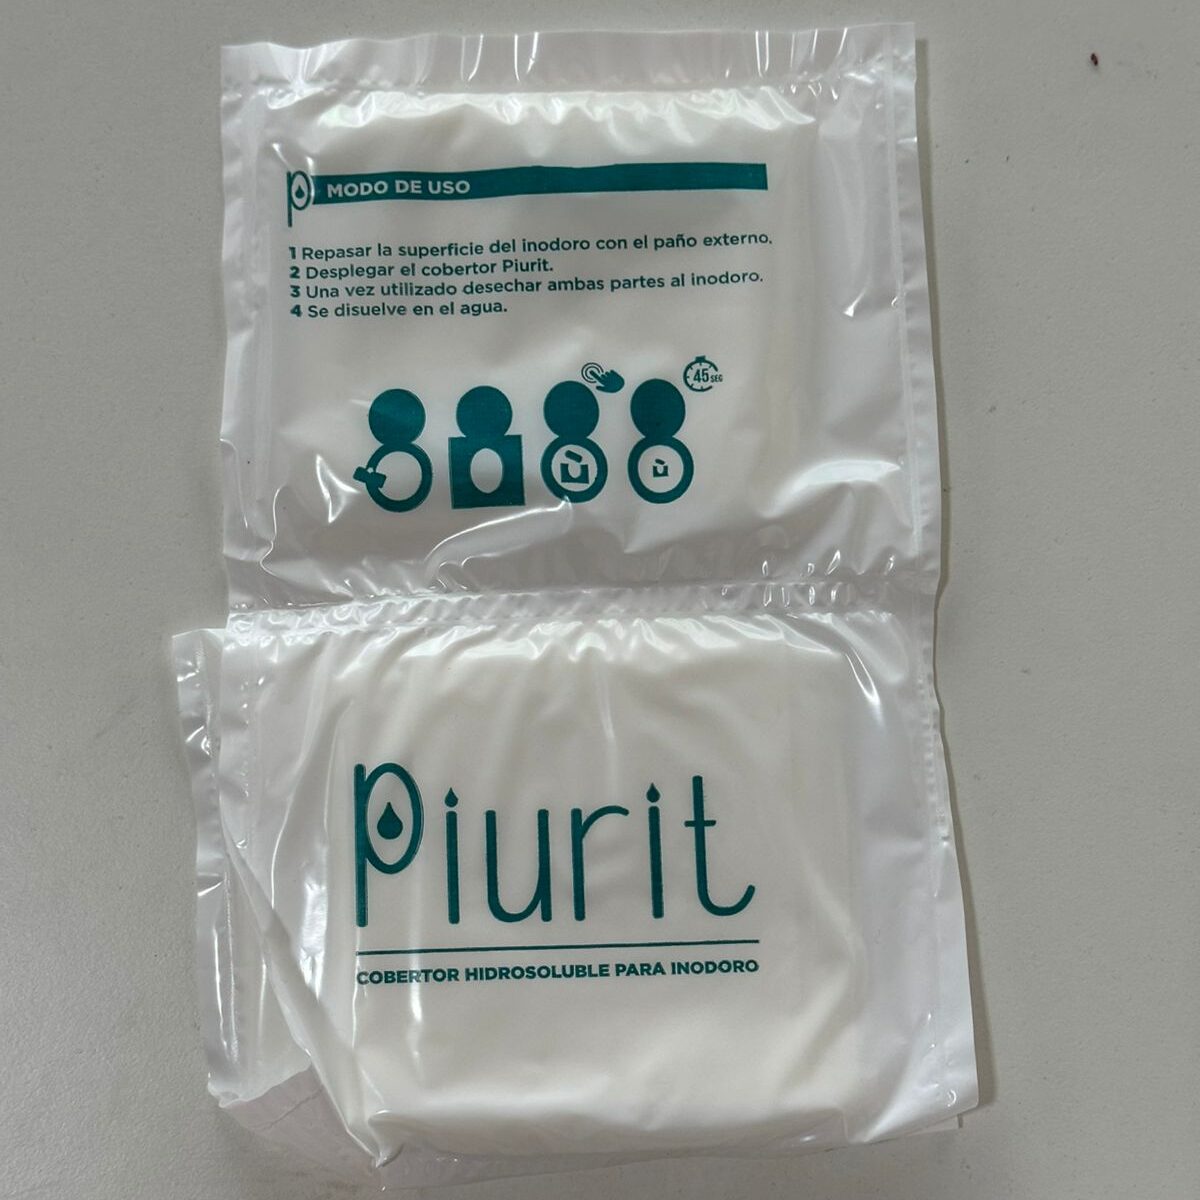 MODO DE USO
1 Repasar la superficie del inodoro con el paño externo.
2 Desplegar el cobertor Piurit.
3 Una vez utilizado desechar ambas partes al inodoro.
4 Se disuelve en el agua.
45 SEG
Piurit
COBERTOR HIDROSOLUBLE PARA INODORO